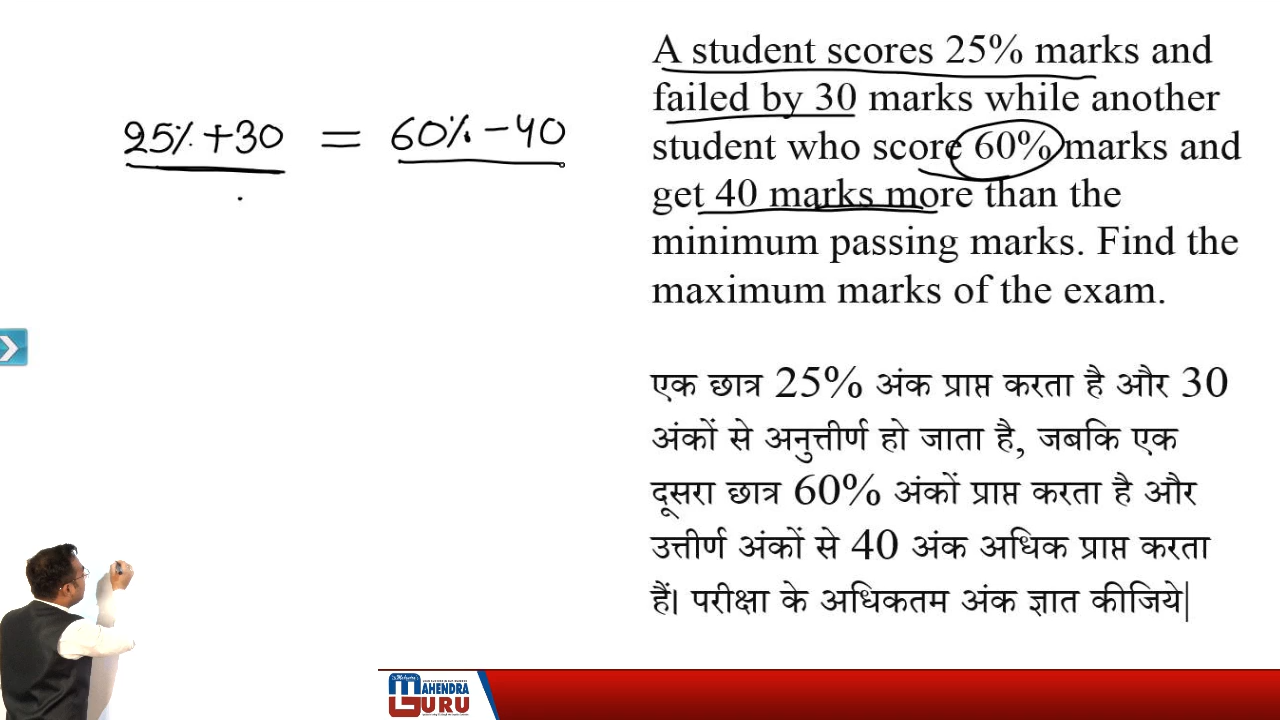 25% + 30 = 60% - 40
A student scores 25% marks and
failed by 30 marks while another
student who score 60% marks and
get 40 marks more than the
minimum passing marks. Find the
maximum marks of the exam.
एक छात्र 25% अंक प्राप्त करता है और 30
अंकों से अनुत्तीर्ण हो जाता है, जबकि एक
दूसरा छात्र 60% अंकों प्राप्त करता है और
उत्तीर्ण अंकों से 40 अंक अधिक प्राप्त करता
हैं। परीक्षा के अधिकतम अंक ज्ञात कीजिये|
MAHENDRA
GURU